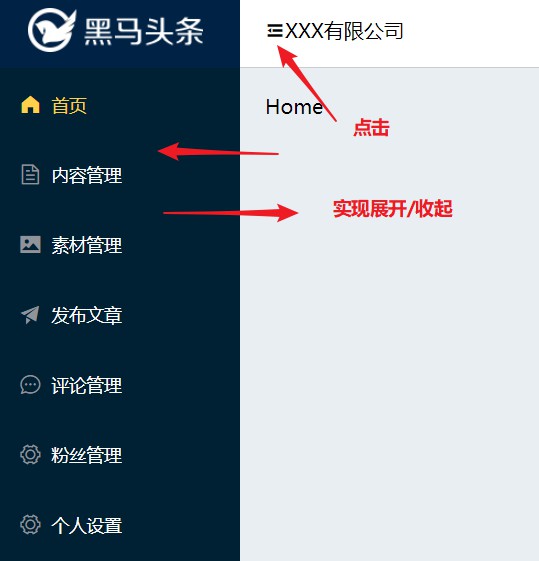 黑马头条
XXX有限公司
首页
Home
点击
内容管理
实现展开/收起
素材管理
发布文章
评论管理
粉丝管理
个人设置